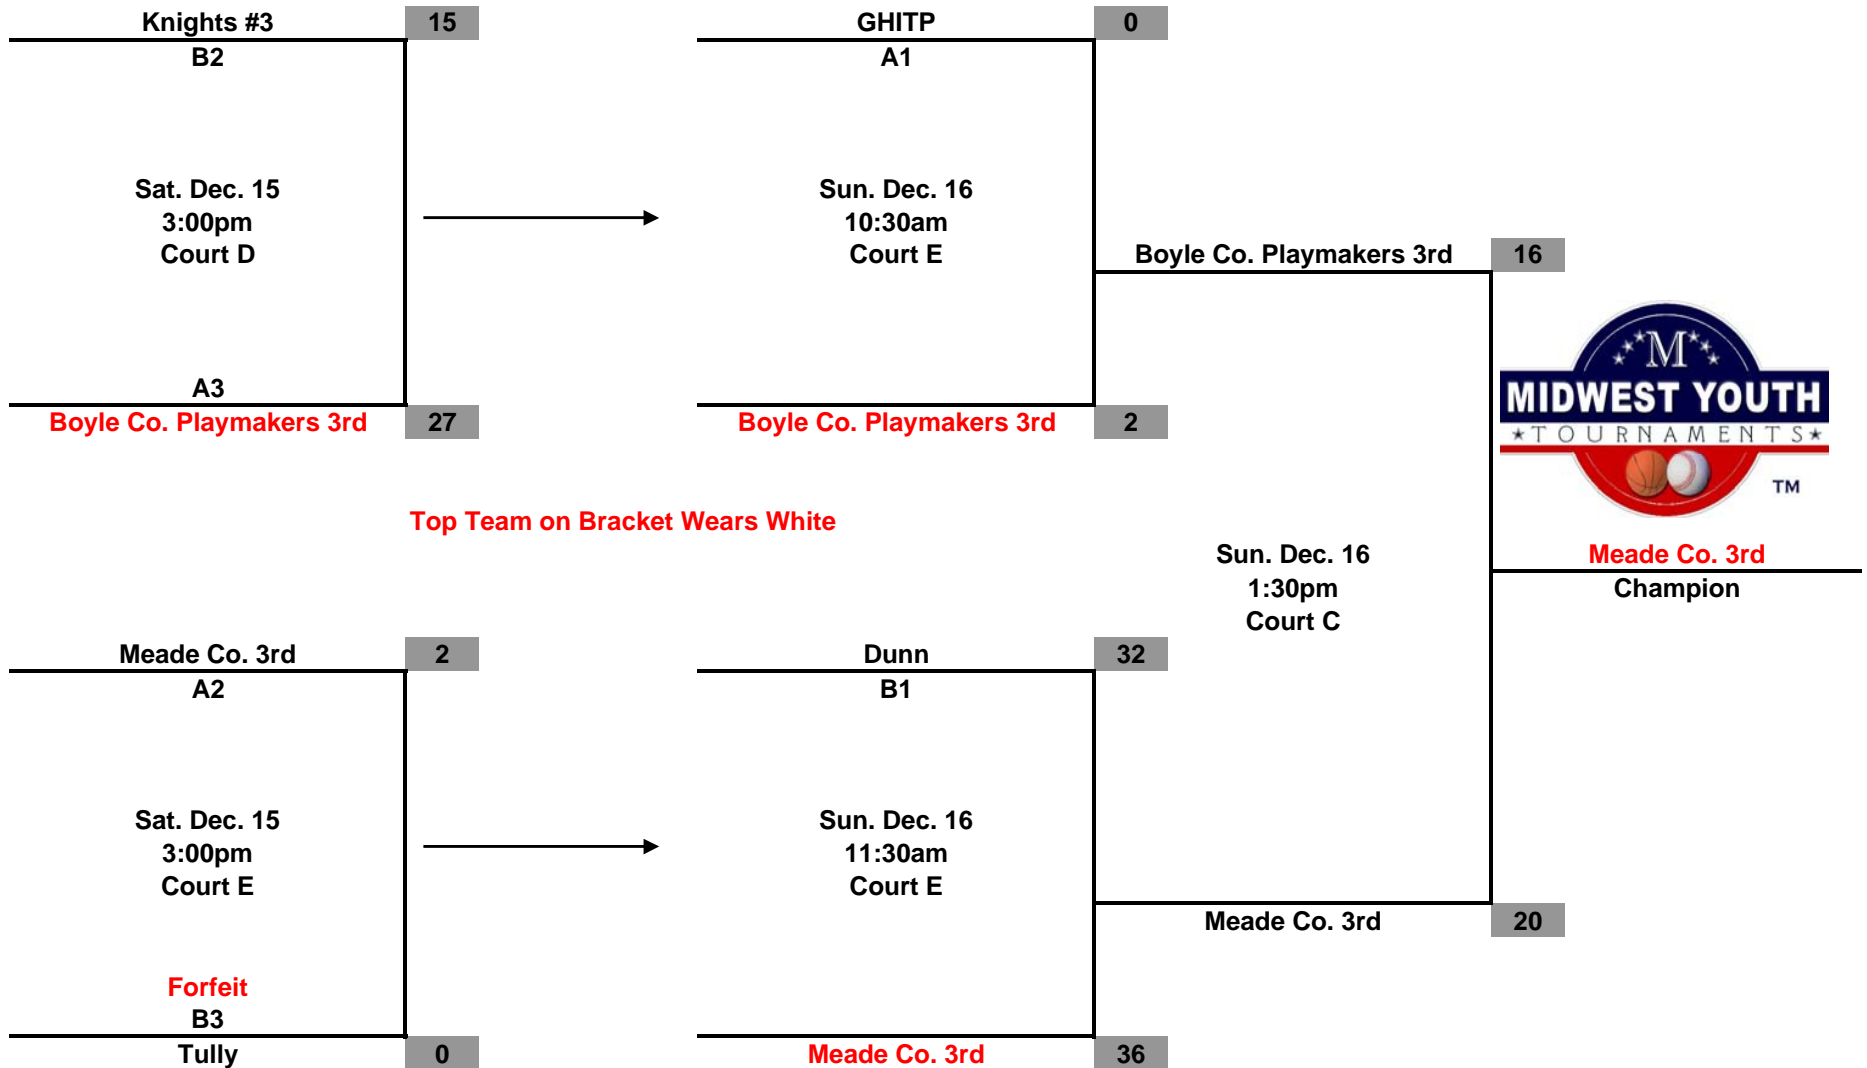 Knights #3 15
B2
Sat. Dec. 15
3:00pm
Court D
A3
Boyle Co. Playmakers 3rd 27
GHITP 0
A1
Sun. Dec. 16
10:30am
Court E
Boyle Co. Playmakers 3rd 2
Boyle Co. Playmakers 3rd 16
M
MIDWEST YOUTH
TOURNAMENTS
TM
Top Team on Bracket Wears White
Sun. Dec. 16
1:30pm
Court C
Meade Co. 3rd
Champion
Meade Co. 3rd 2
A2
Sat. Dec. 15
3:00pm
Court E
Forfeit
B3
Tully 0
Dunn 32
B1
Sun. Dec. 16
11:30am
Court E
Meade Co. 3rd 36
Meade Co. 3rd 20